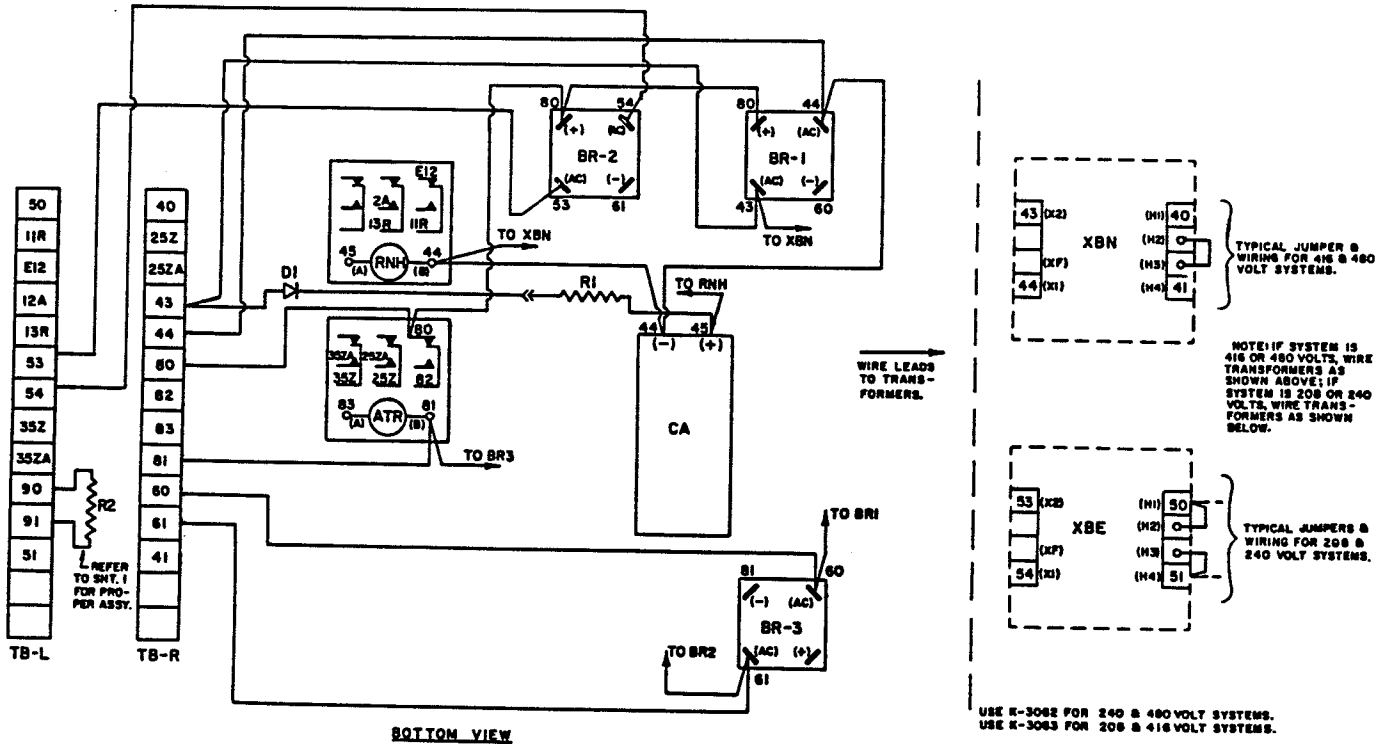 80
54
(+)
(AC)
BR-2
(AC)
(-)
53
61
80
44
(+)
(AC)
BR-1
(AC)
(-)
43
60
TO XBN
E12
2A
13R
11R
45
RNH
44
(A)
(B)
TO XBN
50
11R
E12
12A
13R
53
54
35Z
35ZA
90
91
51
TB-L
R2
REFER
TO SHT. 1
FOR PRO-
PER ASSY.
40
25Z
25ZA
43
44
80
82
83
81
60
61
41
TB-R
D1
R1
TO RNH
80
35ZA
25ZA
35Z
25Z
82
83
ATR
81
(A)
(B)
TO BR3
44
45
(-)
(+)
CA
WIRE LEADS
TO TRANS-
FORMERS.
TO BR1
81
60
(-)
(AC)
BR-3
(AC)
(+)
61
TO BR2
BOTTOM VIEW
43 (X2)
(XF)
44 (X1)
XBN
(H1) 40
(H2)
(H3)
(H4) 41
TYPICAL JUMPER &
WIRING FOR 416 & 480
VOLT SYSTEMS.
NOTE: IF SYSTEM IS
416 OR 480 VOLTS, WIRE
TRANSFORMERS AS
SHOWN ABOVE; IF
SYSTEM IS 208 OR 240
VOLTS, WIRE TRANS-
FORMERS AS SHOWN
BELOW.
53 (X2)
(XF)
54 (X1)
XBE
(H1) 50
(H2)
(H3)
(H4) 51
TYPICAL JUMPERS &
WIRING FOR 208 &
240 VOLT SYSTEMS.
USE K-3062 FOR 240 & 480 VOLT SYSTEMS.
USE K-3063 FOR 208 & 416 VOLT SYSTEMS.